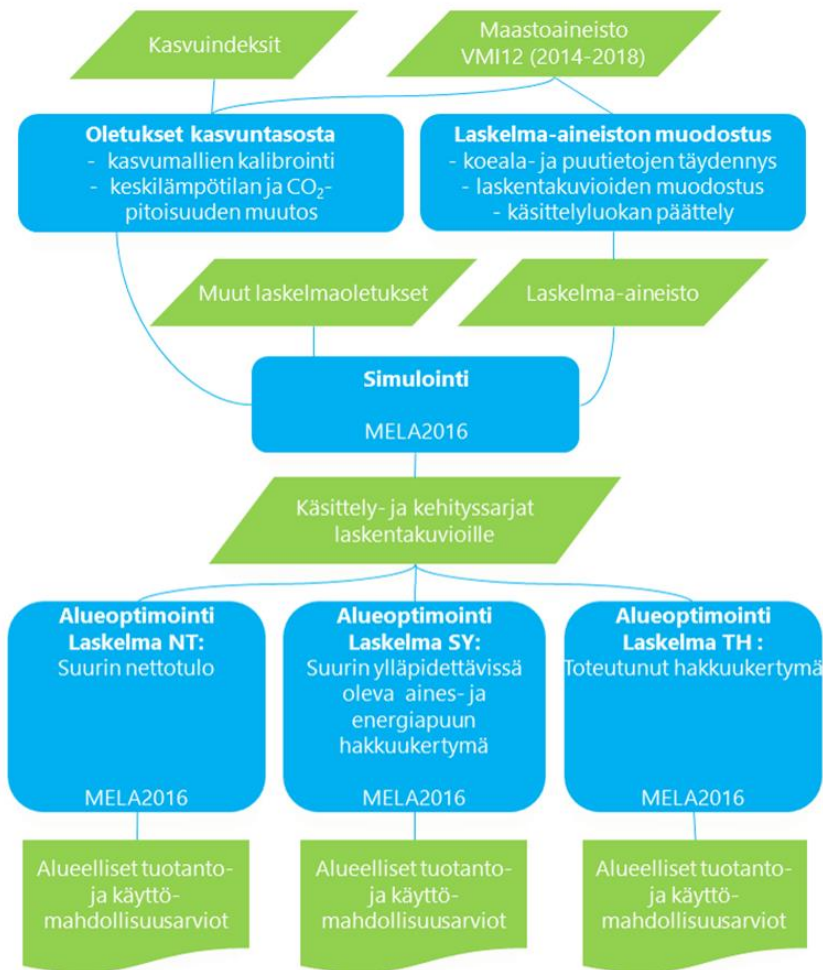 Kasvuindeksit
Maastoaineisto
VMI12 (2014-2018)
Oletukset kasvuntasosta
- kasvumallien kalibrointi
- keskilämpötilan ja CO₂-
pitoisuuden muutos
Laskelma-aineiston muodostus
- koeala- ja puutietojen täydennys
- laskentakuvioiden muodostus
- käsittelyluokan päättely
Muut laskelmaoletukset
Laskelma-aineisto
Simulointi
MELA2016
Käsittely- ja kehityssarjat
laskentakuvioille
Alueoptimointi
Laskelma NT:
Suurin nettotulo
MELA2016
Alueoptimointi
Laskelma SY:
Suurin ylläpidettävissä
oleva aines- ja
energiapuun
hakkuukertymä
MELA2016
Alueoptimointi
Laskelma TH :
Toteutunut hakkuukertymä
MELA2016
Alueelliset tuotanto-
ja käyttö-
mahdollisuusarviot
Alueelliset tuotanto-
ja käyttö-
mahdollisuusarviot
Alueelliset tuotanto-
ja käyttö-
mahdollisuusarviot